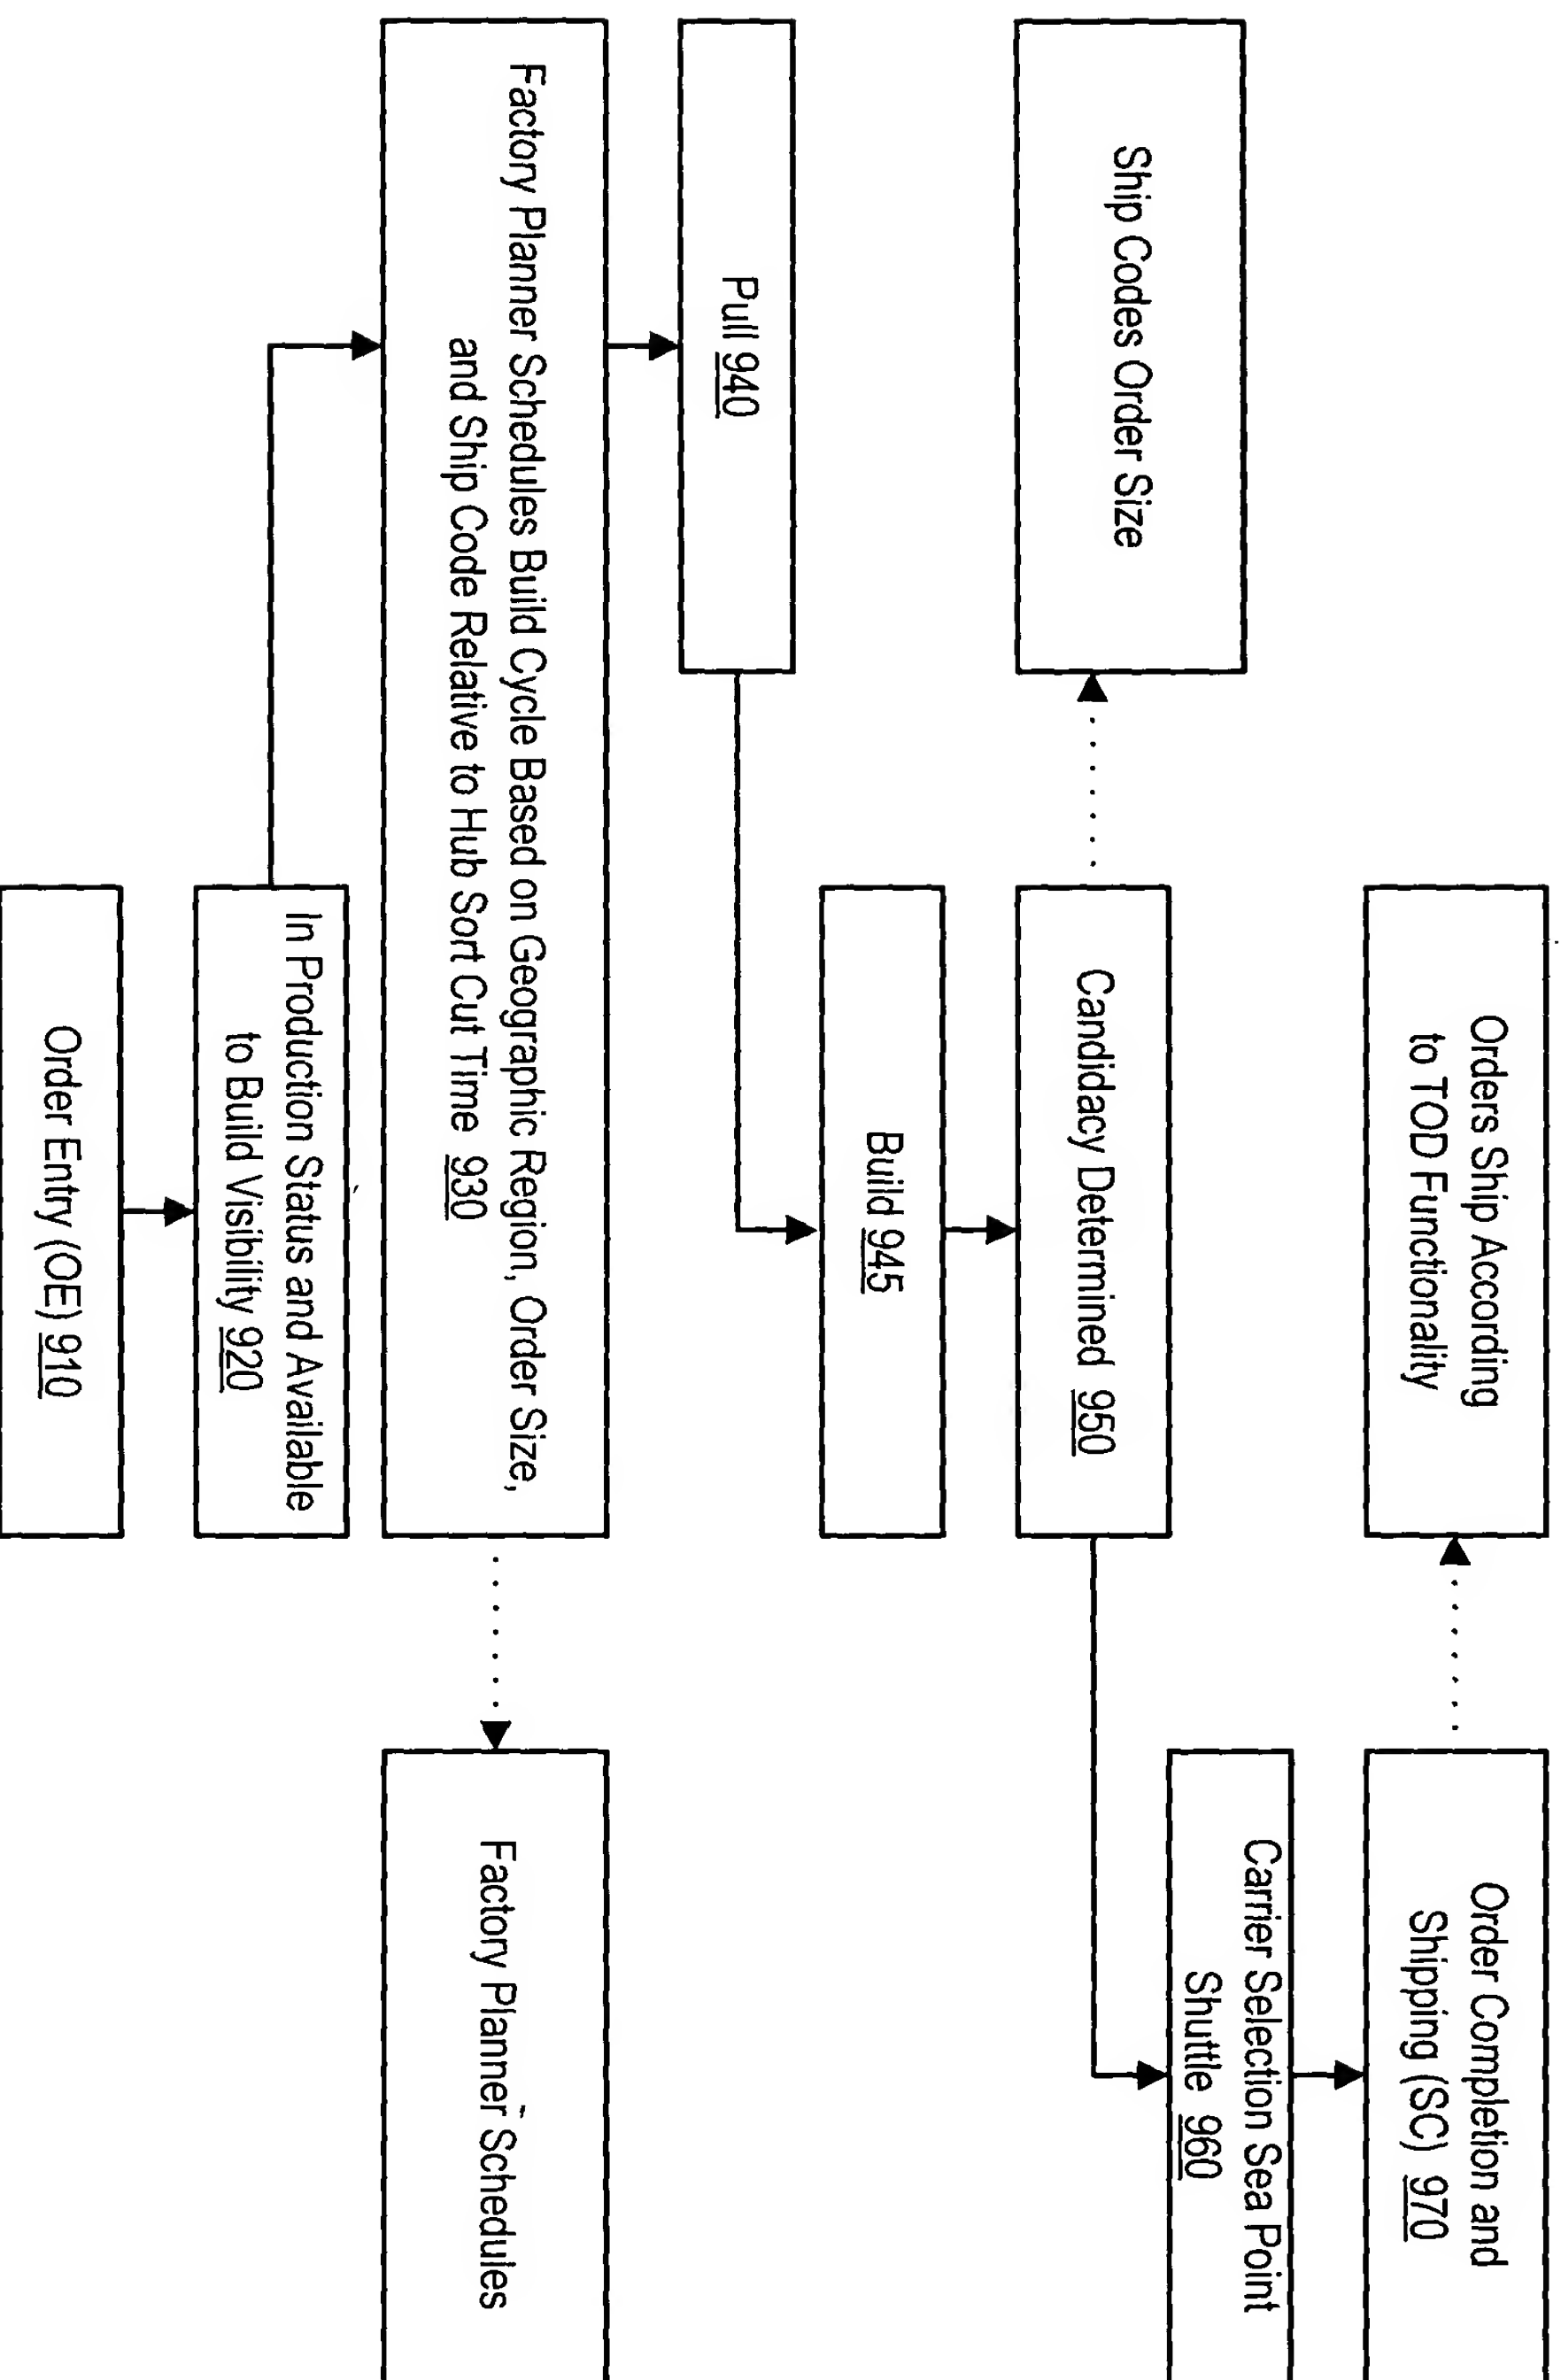 Orders Ship According
to TOD Functionality
Order Completion and
Shipping (SC) 970
Carrier Selection Sea Point
Shuttle 960
Ship Codes Order Size
Candidacy Determined 950
Build 945
Pull 940
Factory Planner Schedules Build Cycle Based on Geographic Region, Order Size,
and Ship Code Relative to Hub Sort Cut Time 930
Factory Planner Schedules
In Production Status and Available
to Build Visibility 920
Order Entry (OE) 910